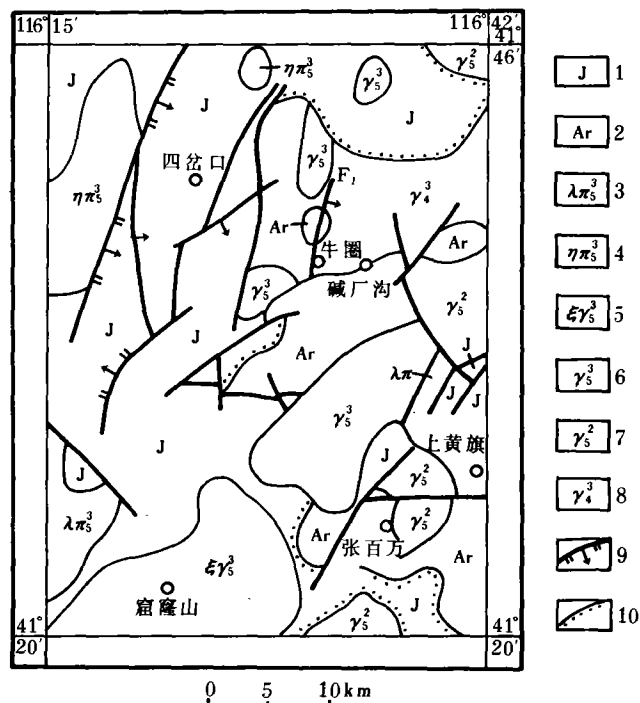 116° 15′ 116° 42′
41° 46′
J
ηπ₅³
γ₅³
γ₅²
J
J
J
四岔口
γ₅³
F₁
γ₄³
ηπ₅³
Ar
Ar
牛圈
碱厂沟
γ₅³
γ₅²
J
J
Ar
J
λπ
J
J
γ₅³
上黄旗
J
J
γ₅²
J
λπ₅³
Ar
γ₅²
张百万
Ar
ξγ₅³
窟窿山
J
γ₅²
41° 20′
41° 20′
0 5 10 km
J 1
Ar 2
λπ₅³ 3
ηπ₅³ 4
ξγ₅³ 5
γ₅³ 6
γ₅² 7
γ₄³ 8
9
10